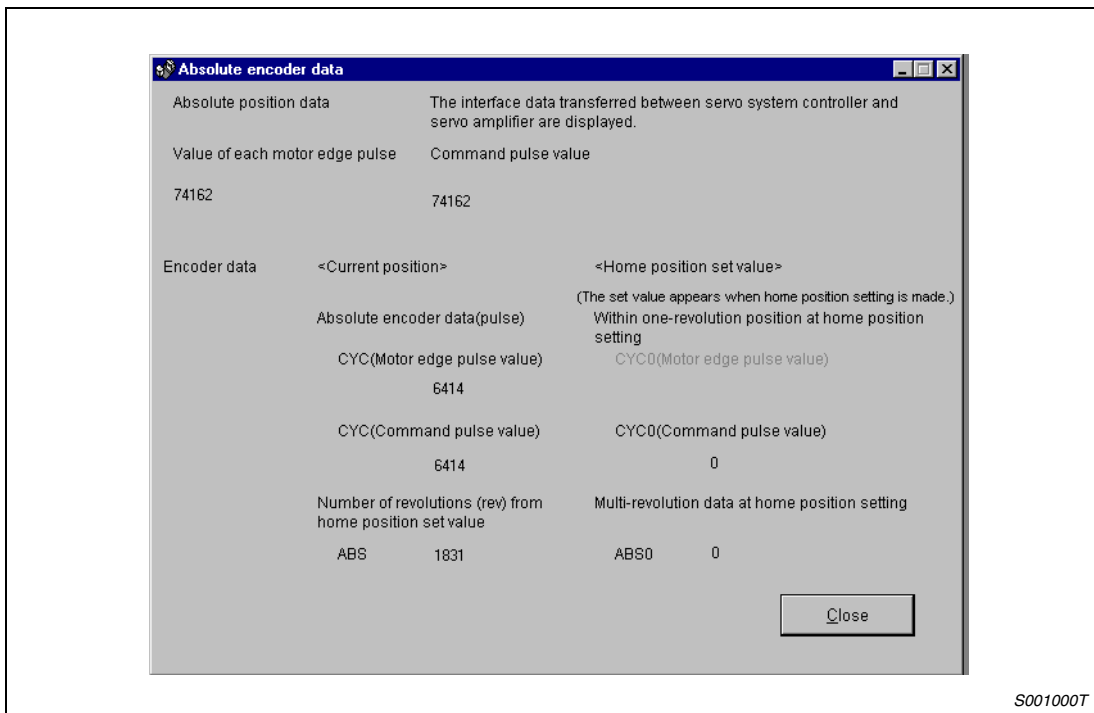 Absolute encoder data
Absolute position data
The interface data transferred between servo system controller and
servo amplifier are displayed.
Value of each motor edge pulse
Command pulse value
74162
74162
Encoder data
<Current position>
<Home position set value>
(The set value appears when home position setting is made.)
Absolute encoder data(pulse)
Within one-revolution position at home position
setting
CYC(Motor edge pulse value)
CYC0(Motor edge pulse value)
6414
CYC(Command pulse value)
CYC0(Command pulse value)
6414
0
Number of revolutions (rev) from
home position set value
Multi-revolution data at home position setting
ABS
1831
ABS0
0
Close
S001000T